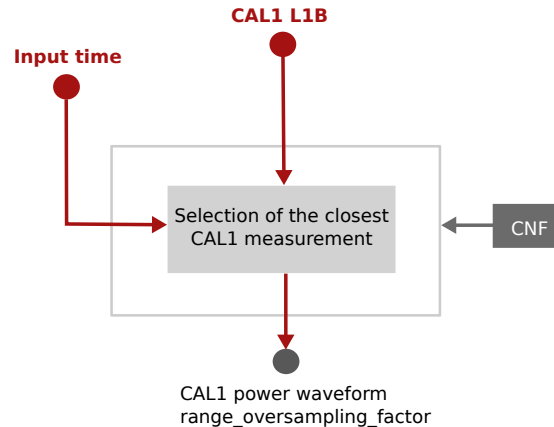 CAL1 L1B
Input time
Selection of the closest
CAL1 measurement
CNF
CAL1 power waveform
range_oversampling_factor